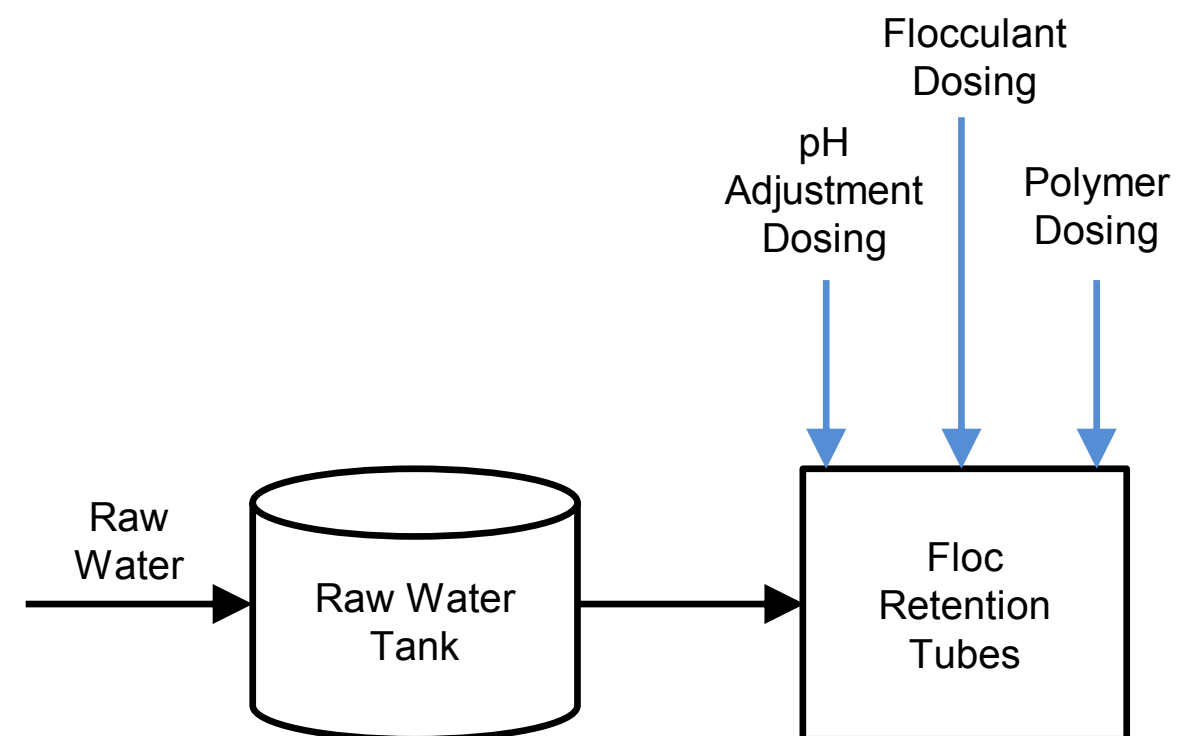 Flocculant
Dosing
pH
Adjustment
Dosing
Polymer
Dosing
Raw
Water
Raw Water
Tank
Floc
Retention
Tubes